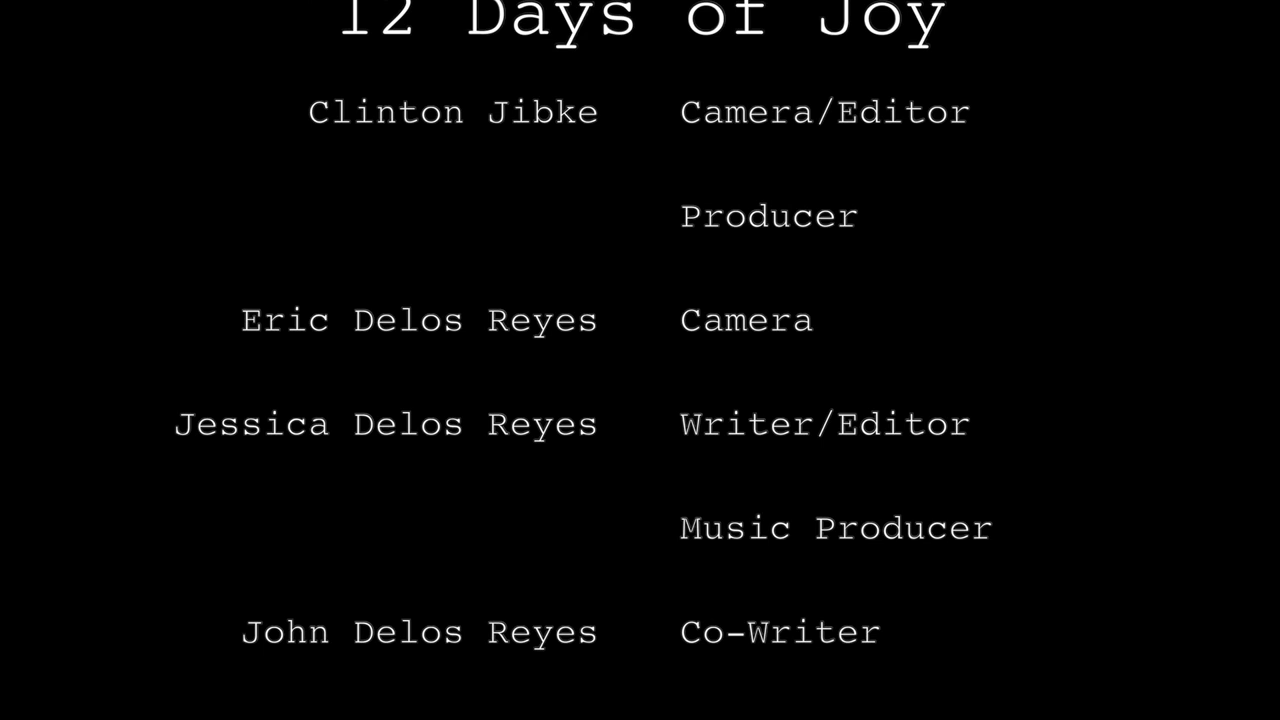 12 Days of Joy
Clinton Jibke Camera/Editor
Producer
Eric Delos Reyes Camera
Jessica Delos Reyes Writer/Editor
Music Producer
John Delos Reyes Co-Writer